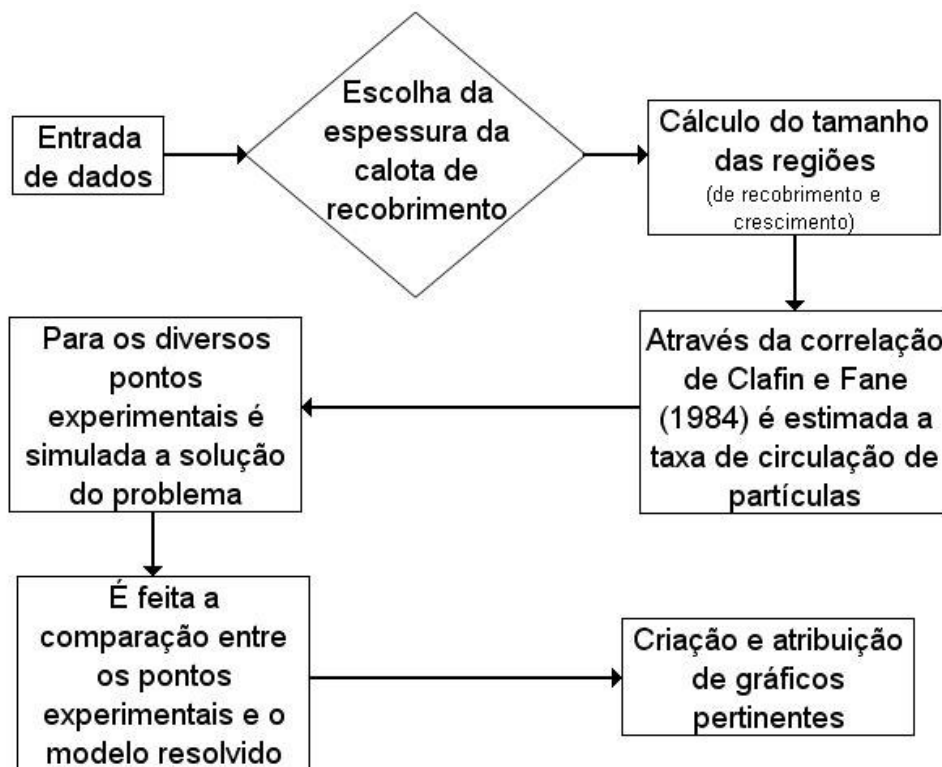 Entrada
de dados
Escolha da
espessura da
calota de
recobrimento
Cálculo do tamanho
das regiões
(de recobrimento e
crescimento)
Através da correlação
de Clafin e Fane
(1984) é estimada a
taxa de circulação de
partículas
Para os diversos
pontos
experimentais é
simulada a solução
do problema
É feita a
comparação entre
os pontos
experimentais e o
modelo resolvido
Criação e atribuição
de gráficos
pertinentes